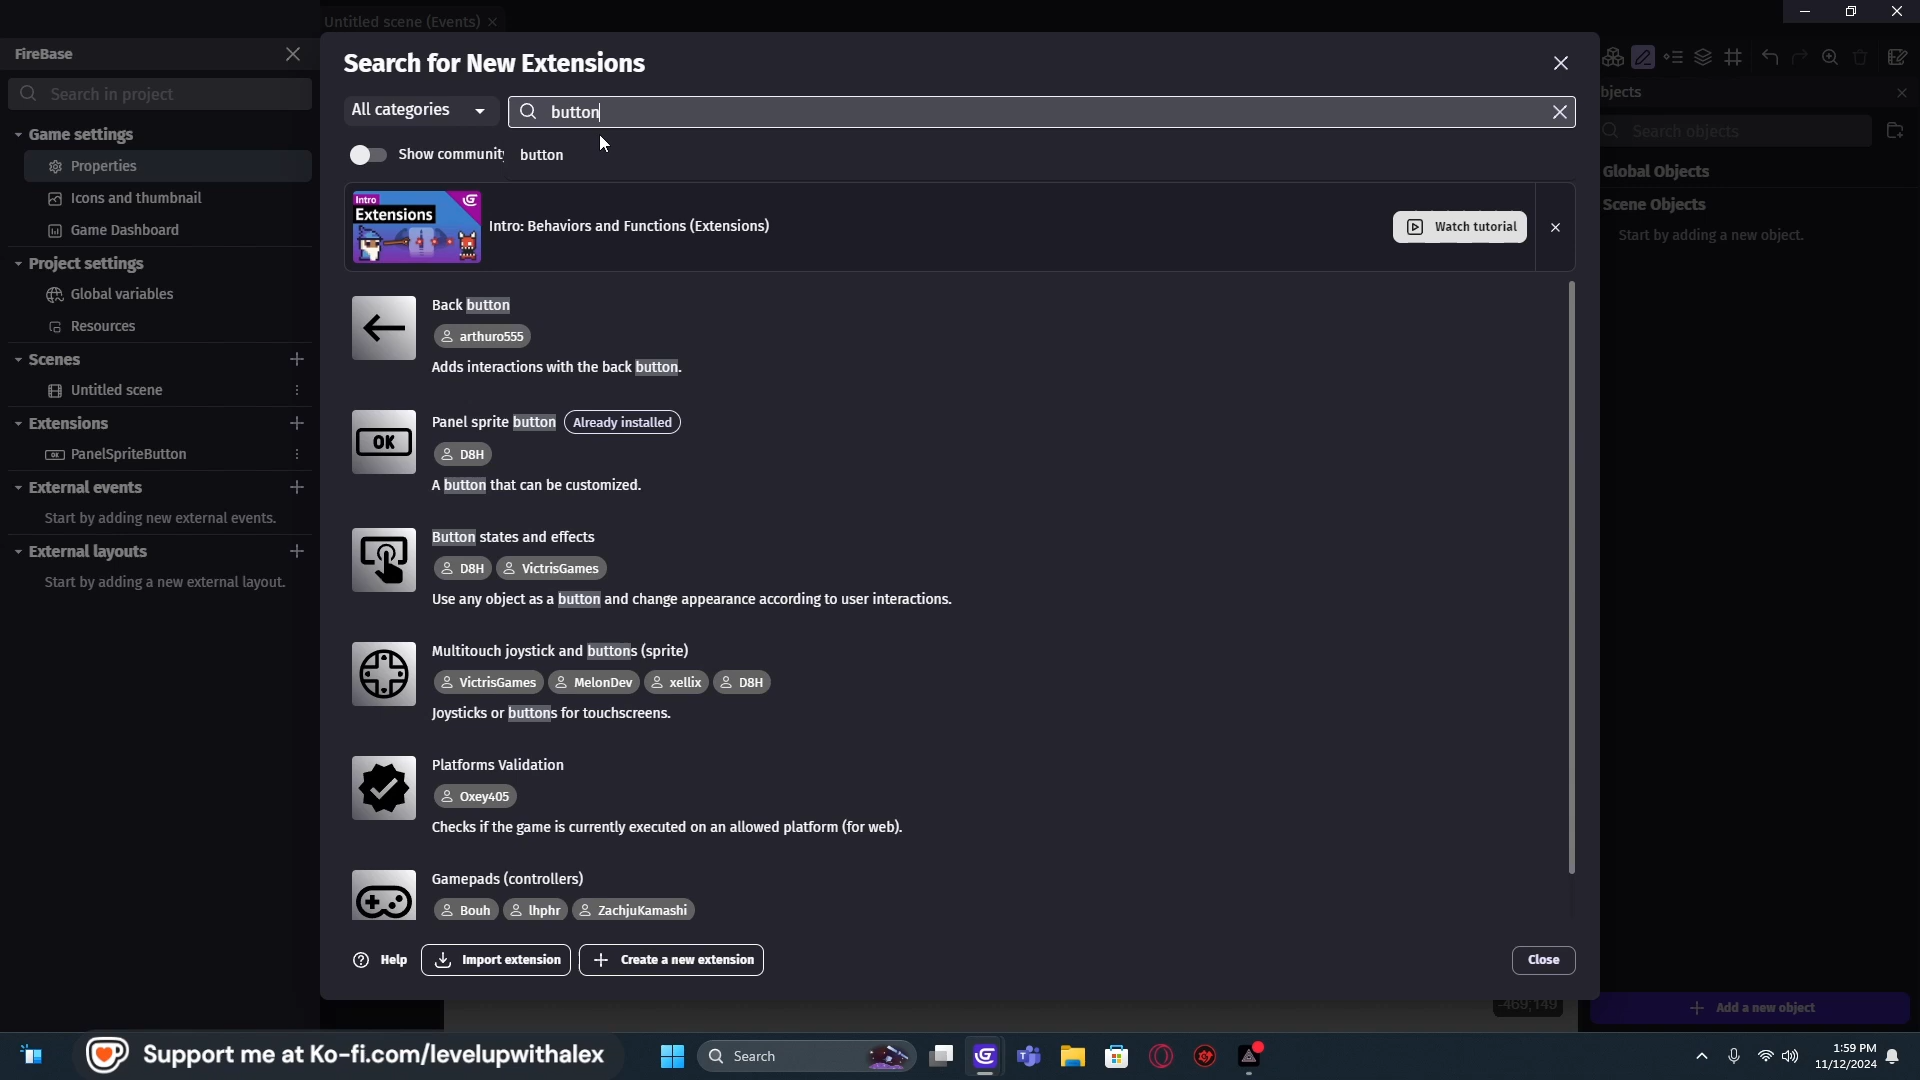 Untitled scene (Events)
FireBase
Search in project
Game settings
Properties
Icons and thumbnail
Game Dashboard
Project settings
Global variables
Resources
Scenes
Untitled scene
Extensions
PanelSpriteButton
External events
Start by adding new external events.
External layouts
Start by adding a new external layout.
Search for New Extensions
All categories
button
Show communit
button
Intro
Extensions
Intro: Behaviors and Functions (Extensions)
Watch tutorial
Back button
arthuro555
Adds interactions with the back button.
OK
Panel sprite button Already installed
D8H
A button that can be customized.
Button states and effects
D8H VictrisGames
Use any object as a button and change appearance according to user interactions.
Multitouch joystick and buttons (sprite)
VictrisGames MelonDev xellix D8H
Joysticks or buttons for touchscreens.
Platforms Validation
Oxey405
Checks if the game is currently executed on an allowed platform (for web).
Gamepads (controllers)
Bouh lhphr ZachjuKamashi
Help Import extension Create a new extension Close
bjects
Search objects
Global Objects
Scene Objects
Start by adding a new object.
-469;149
Add a new object
Support me at Ko-fi.com/levelupwithalex
Search
1:59 PM
11/12/2024